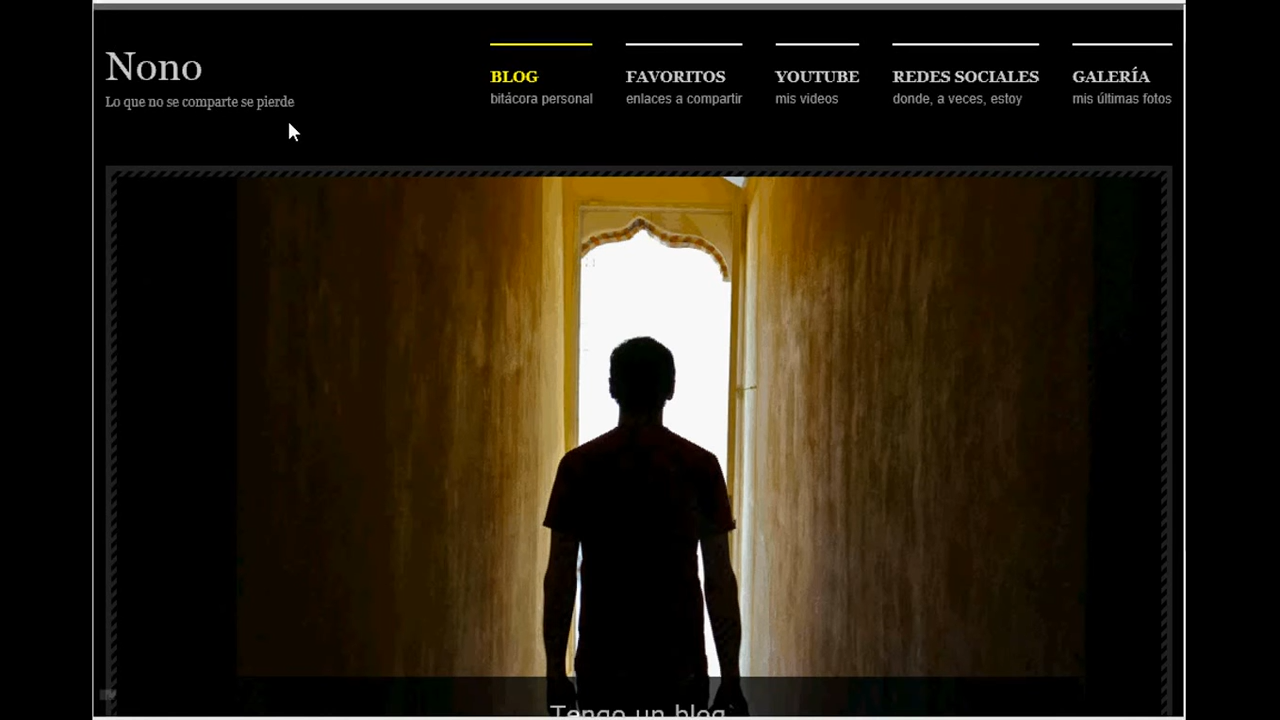 Nono
Lo que no se comparte se pierde
BLOG
bitácora personal
FAVORITOS
enlaces a compartir
YOUTUBE
mis videos
REDES SOCIALES
donde, a veces, estoy
GALERÍA
mis últimas fotos
Tengo un blog